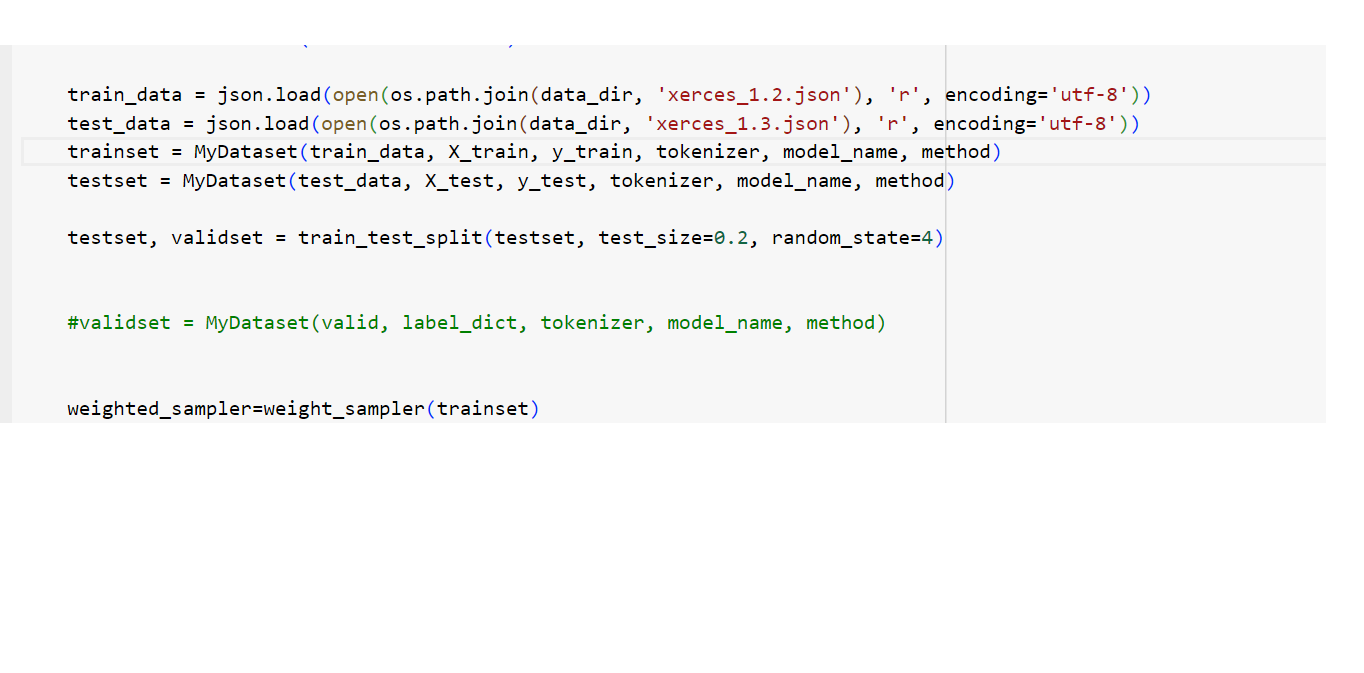 train_data = json.load(open(os.path.join(data_dir, 'xerces_1.2.json'), 'r', encoding='utf-8'))
test_data = json.load(open(os.path.join(data_dir, 'xerces_1.3.json'), 'r', encoding='utf-8'))
trainset = MyDataset(train_data, X_train, y_train, tokenizer, model_name, method)
testset = MyDataset(test_data, X_test, y_test, tokenizer, model_name, method)
testset, validset = train_test_split(testset, test_size=0.2, random_state=4)
#validset = MyDataset(valid, label_dict, tokenizer, model_name, method)
weighted_sampler=weight_sampler(trainset)